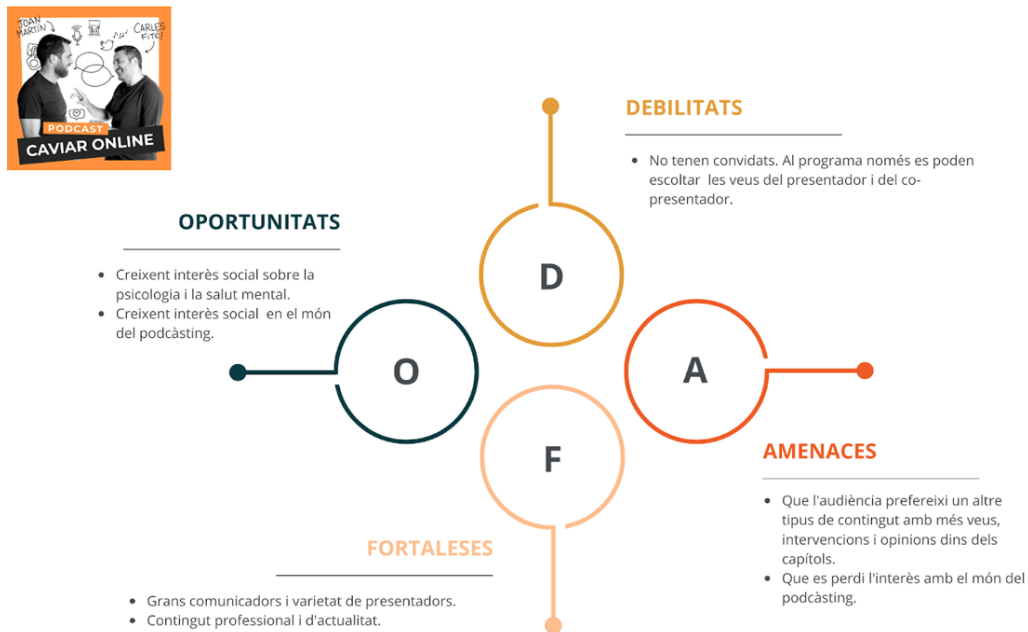 JOAN
MARTÍN
CARLES
FITÉ!
PODCAST
CAVIAR ONLINE
DEBILITATS
• No tenen convidats. Al programa només es poden
escoltar les veus del presentador i del co-
presentador.
OPORTUNITATS
• Creixent interès social sobre la
psicologia i la salut mental.
• Creixent interès social en el món
del podcàsting.
D
O
A
F
AMENACES
• Que l'audiència prefereixi un altre
tipus de contingut amb més veus,
intervencions i opinions dins dels
capítols.
• Que es perdi l'interès amb el món del
podcàsting.
FORTALESES
• Grans comunicadors i varietat de presentadors.
• Contingut professional i d'actualitat.